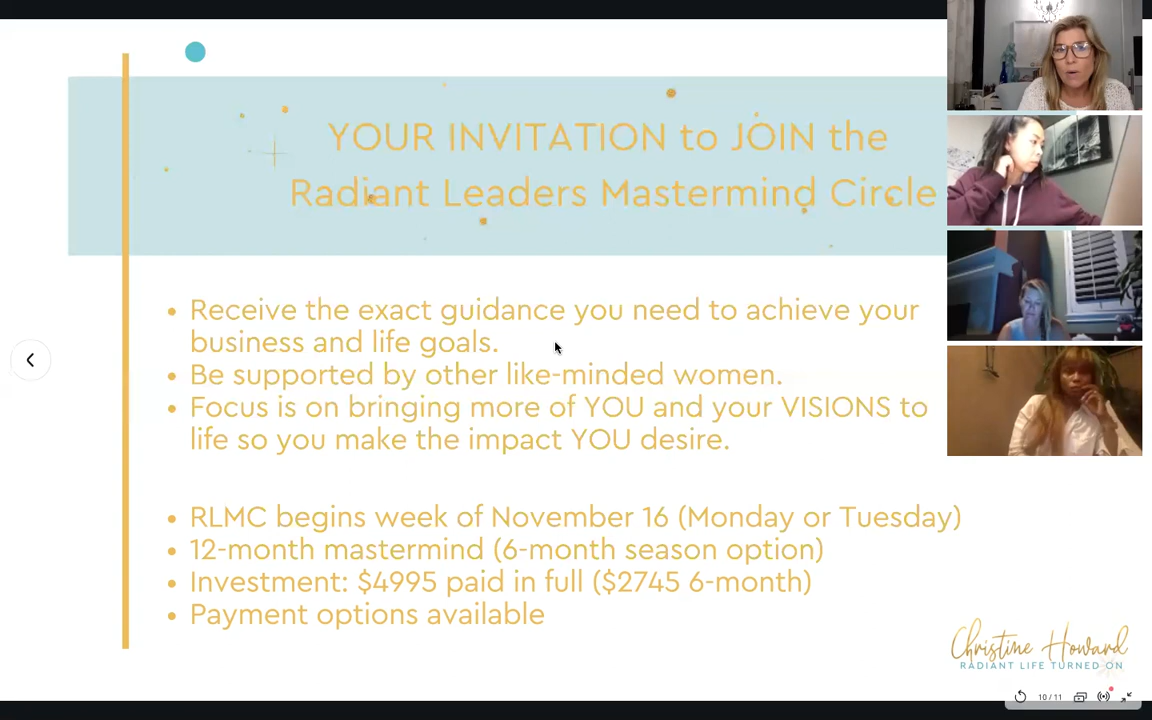 YOUR INVITATION to JOIN the
Radiant Leaders Mastermind Circle
• Receive the exact guidance you need to achieve your
business and life goals.
• Be supported by other like-minded women.
• Focus is on bringing more of YOU and your VISIONS to
life so you make the impact YOU desire.
• RLMC begins week of November 16 (Monday or Tuesday)
• 12-month mastermind (6-month season option)
• Investment: $4995 paid in full ($2745 6-month)
• Payment options available
Christine Howard
RADIANT LIFE TURNED ON
10/11